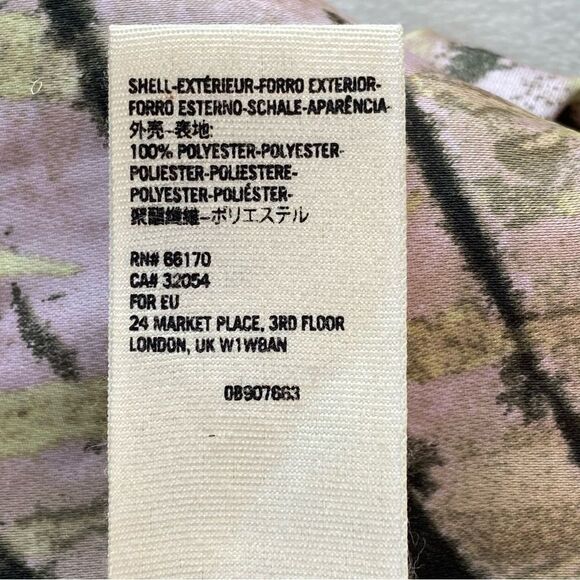 SHELL-EXTÉRIEUR-FORRO EXTERIOR-
FORRO ESTERNO-SCHALE-APARÊNCIA-
外壳-表地:
100% POLYESTER-POLYESTER-
POLIESTER-POLIESTERE-
POLYESTER-POLIÉSTER-
聚酯纖維-ポリエステル
RN# 66170
CA# 32054
FOR EU
24 MARKET PLACE, 3RD FLOOR
LONDON, UK W1W8AN
0B907663